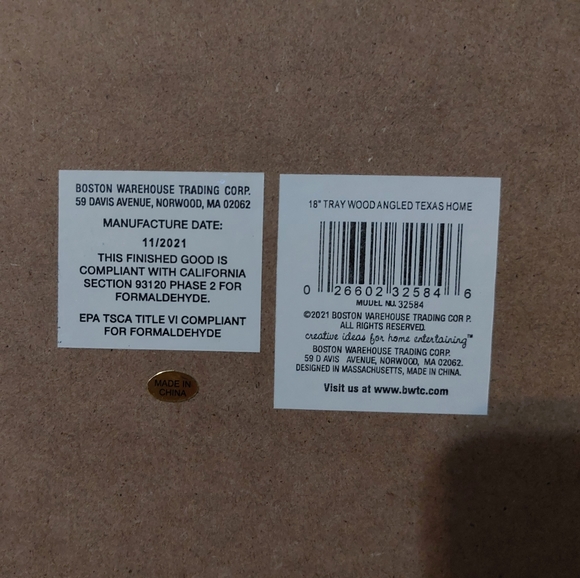 BOSTON WAREHOUSE TRADING CORP.
59 DAVIS AVENUE, NORWOOD, MA 02062
MANUFACTURE DATE:
11/2021
THIS FINISHED GOOD IS
COMPLIANT WITH CALIFORNIA
SECTION 93120 PHASE 2 FOR
FORMALDEHYDE.
EPA TSCA TITLE VI COMPLIANT
FOR FORMALDEHYDE
MADE IN
CHINA
18" TRAY WOOD ANGLED TEXAS HOME
0 26602 32584 6
MODEL NO. 32584
©2021 BOSTON WAREHOUSE TRADING COR P.
ALL RIGHTS RESERVED.
creative ideas for home entertaining™
BOSTON WAREHOUSE TRADING CORP.
59 D AVIS AVENUE, NORWOOD, MA 02062.
DESIGNED IN MASSACHUSETTS, MADE IN CHINA.
Visit us at www.bwtc.com